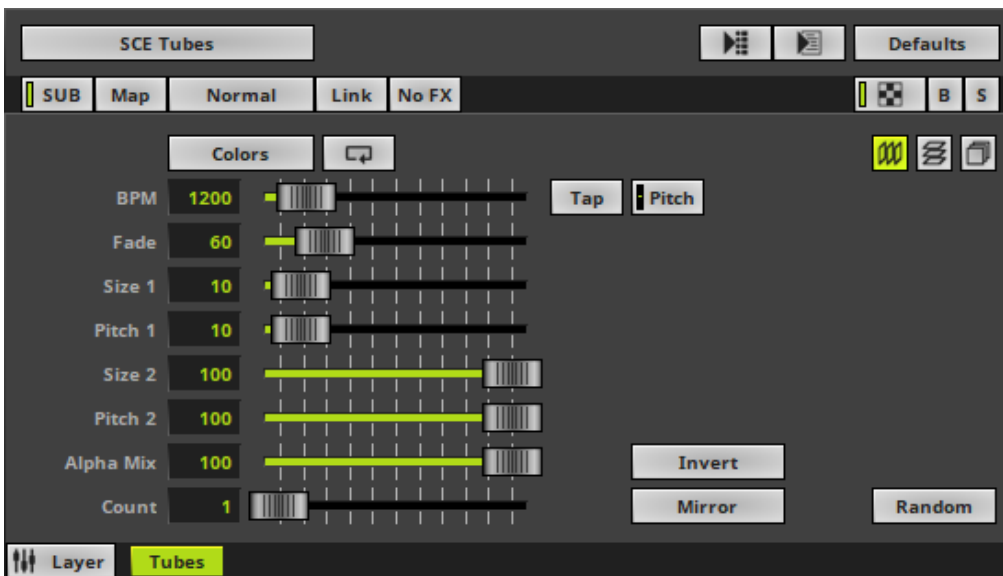 SCE Tubes Defaults
SUB Map Normal Link No FX B S
Colors
BPM 1200 Tap Pitch
Fade 60
Size 1 10
Pitch 1 10
Size 2 100
Pitch 2 100
Alpha Mix 100 Invert
Count 1 Mirror Random
Layer Tubes